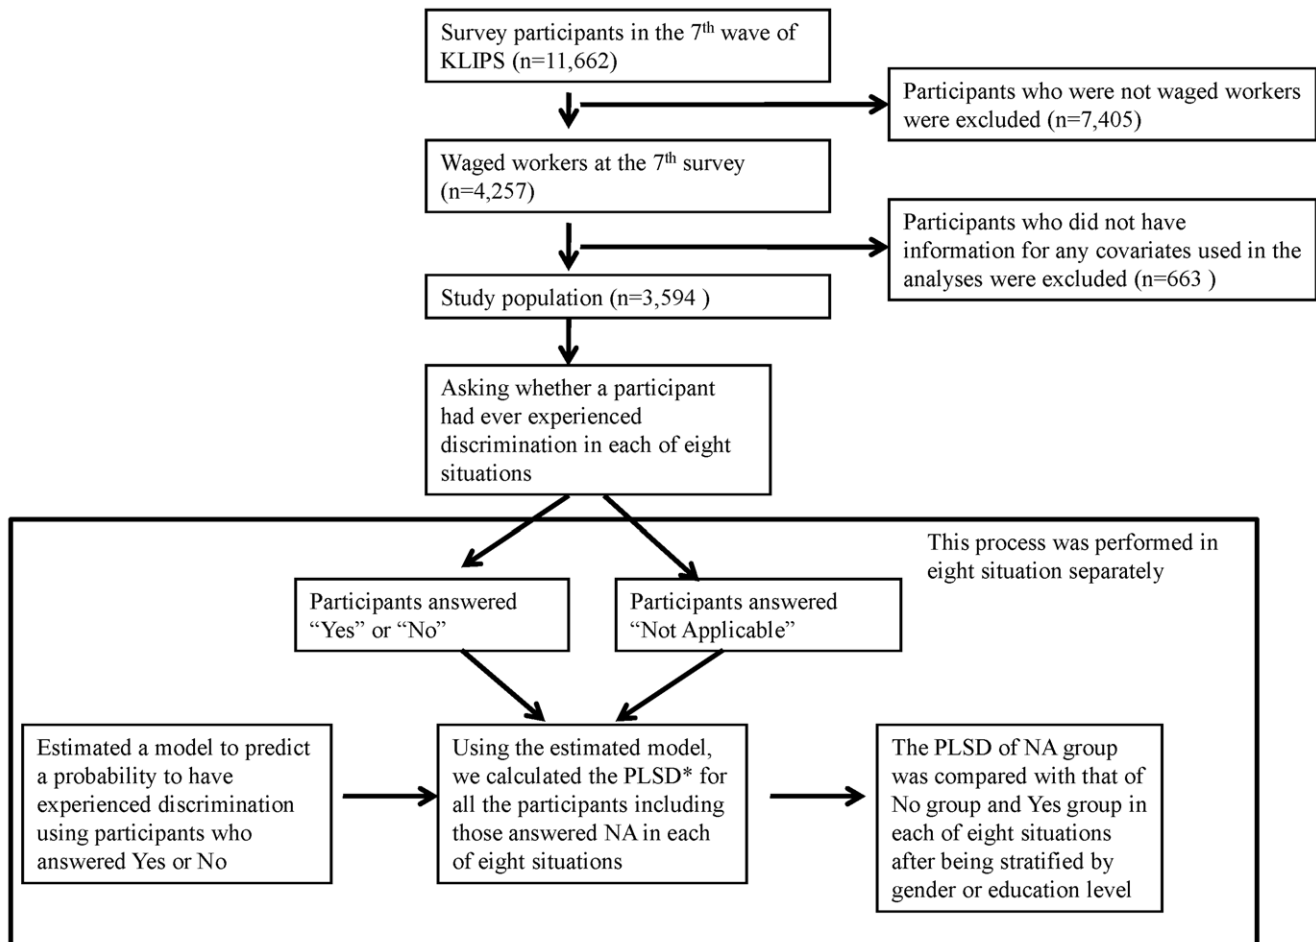 Survey participants in the 7th wave of
KLIPS (n=11,662)
Participants who were not waged workers
were excluded (n=7,405)
Waged workers at the 7th survey
(n=4,257)
Participants who did not have
information for any covariates used in the
analyses were excluded (n=663 )
Study population (n=3,594 )
Asking whether a participant
had ever experienced
discrimination in each of eight
situations
This process was performed in
eight situation separately
Participants answered
“Yes” or “No”
Participants answered
“Not Applicable”
Estimated a model to predict
a probability to have
experienced discrimination
using participants who
answered Yes or No
Using the estimated model,
we calculated the PLSD* for
all the participants including
those answered NA in each
of eight situations
The PLSD of NA group
was compared with that of
No group and Yes group in
each of eight situations
after being stratified by
gender or education level